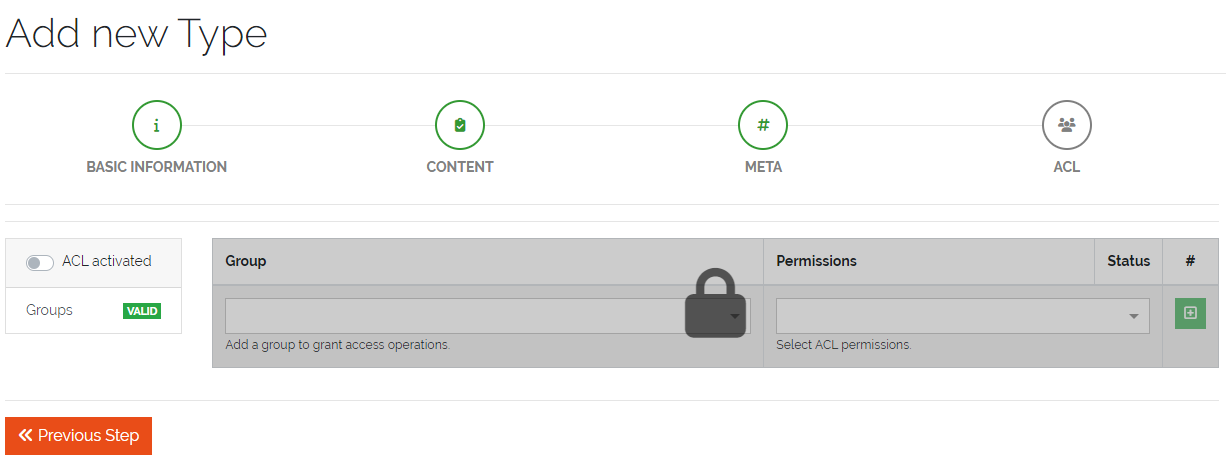 Add new Type
i
#
BASIC INFORMATION CONTENT META ACL
ACL activated
Groups VALID
Group Permissions Status #
Add a group to grant access operations. Select ACL permissions.
Previous Step